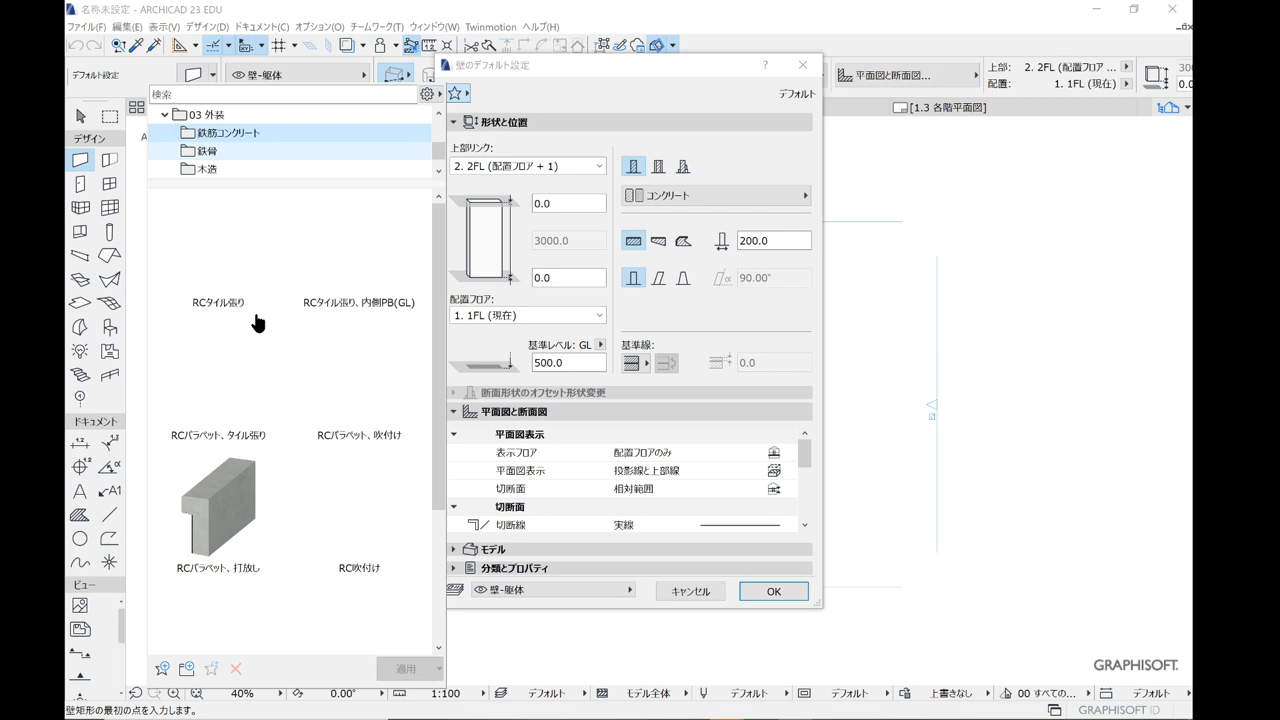 名称未設定 - ARCHICAD 23 EDU
ファイル(F) 編集(E) 表示(V) デザイン(D) ドキュメント(C) オプション(O) チームワーク(T) ウィンドウ(W) Twinmotion ヘルプ(H)
デフォルト設定
壁-躯体
平面図と断面図...
上部: 2. 2FL (配置フロア ...
配置: 1. 1FL (現在)
300
0.0
[1.3 各階平面図]
検索
03 外装
鉄筋コンクリート
鉄骨
木造
デザイン
ドキュメント
ビュー
RCタイル張り
RCタイル張り、内側PB(GL)
RCパラペット、タイル張り
RCパラペット、吹付け
RCパラペット、打放し
RC吹付け
適用
壁のデフォルト設定
?
デフォルト
形状と位置
上部リンク:
2. 2FL (配置フロア + 1)
0.0
3000.0
0.0
配置フロア:
1. 1FL (現在)
基準レベル: GL
500.0
コンクリート
200.0
90.00°
基準線:
0.0
断面形状のオフセット形状変更
平面図と断面図
平面図表示
表示フロア 配置フロアのみ
平面図表示 投影線と上部線
切断面 相対範囲
切断面
切断線 実線
モデル
分類とプロパティ
壁-躯体
キャンセル
OK
GRAPHISOFT.
40% 0.00° 1:100 デフォルト モデル全体 デフォルト デフォルト 上書きなし 00 すべての... デフォルト
壁矩形の最初の点を入力します。
GRAPHISOFT ID